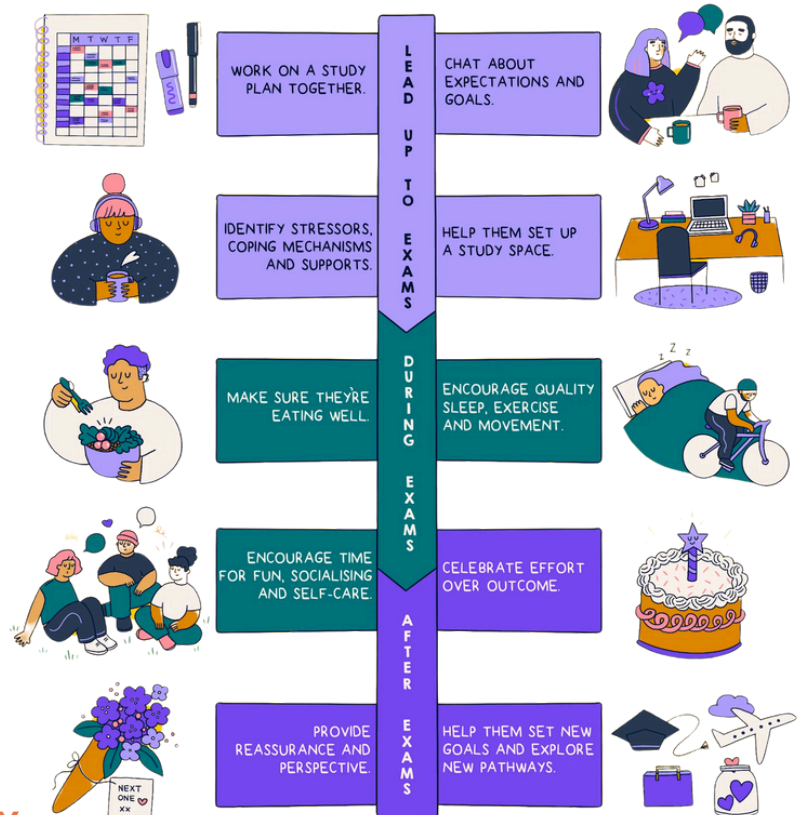 M T W T F
WORK ON A STUDY
PLAN TOGETHER.
LEAD UP TO EXAMS
CHAT ABOUT
EXPECTATIONS AND
GOALS.
IDENTIFY STRESSORS,
COPING MECHANISMS
AND SUPPORTS.
HELP THEM SET UP
A STUDY SPACE.
DURING EXAMS
MAKE SURE THEY'RE
EATING WELL.
ENCOURAGE QUALITY
SLEEP, EXERCISE
AND MOVEMENT.
Z Z Z
ENCOURAGE TIME
FOR FUN, SOCIALISING
AND SELF-CARE.
CELEBRATE EFFORT
OVER OUTCOME.
AFTER EXAMS
PROVIDE
REASSURANCE AND
PERSPECTIVE.
HELP THEM SET NEW
GOALS AND EXPLORE
NEW PATHWAYS.
NEXT
ONE
XX